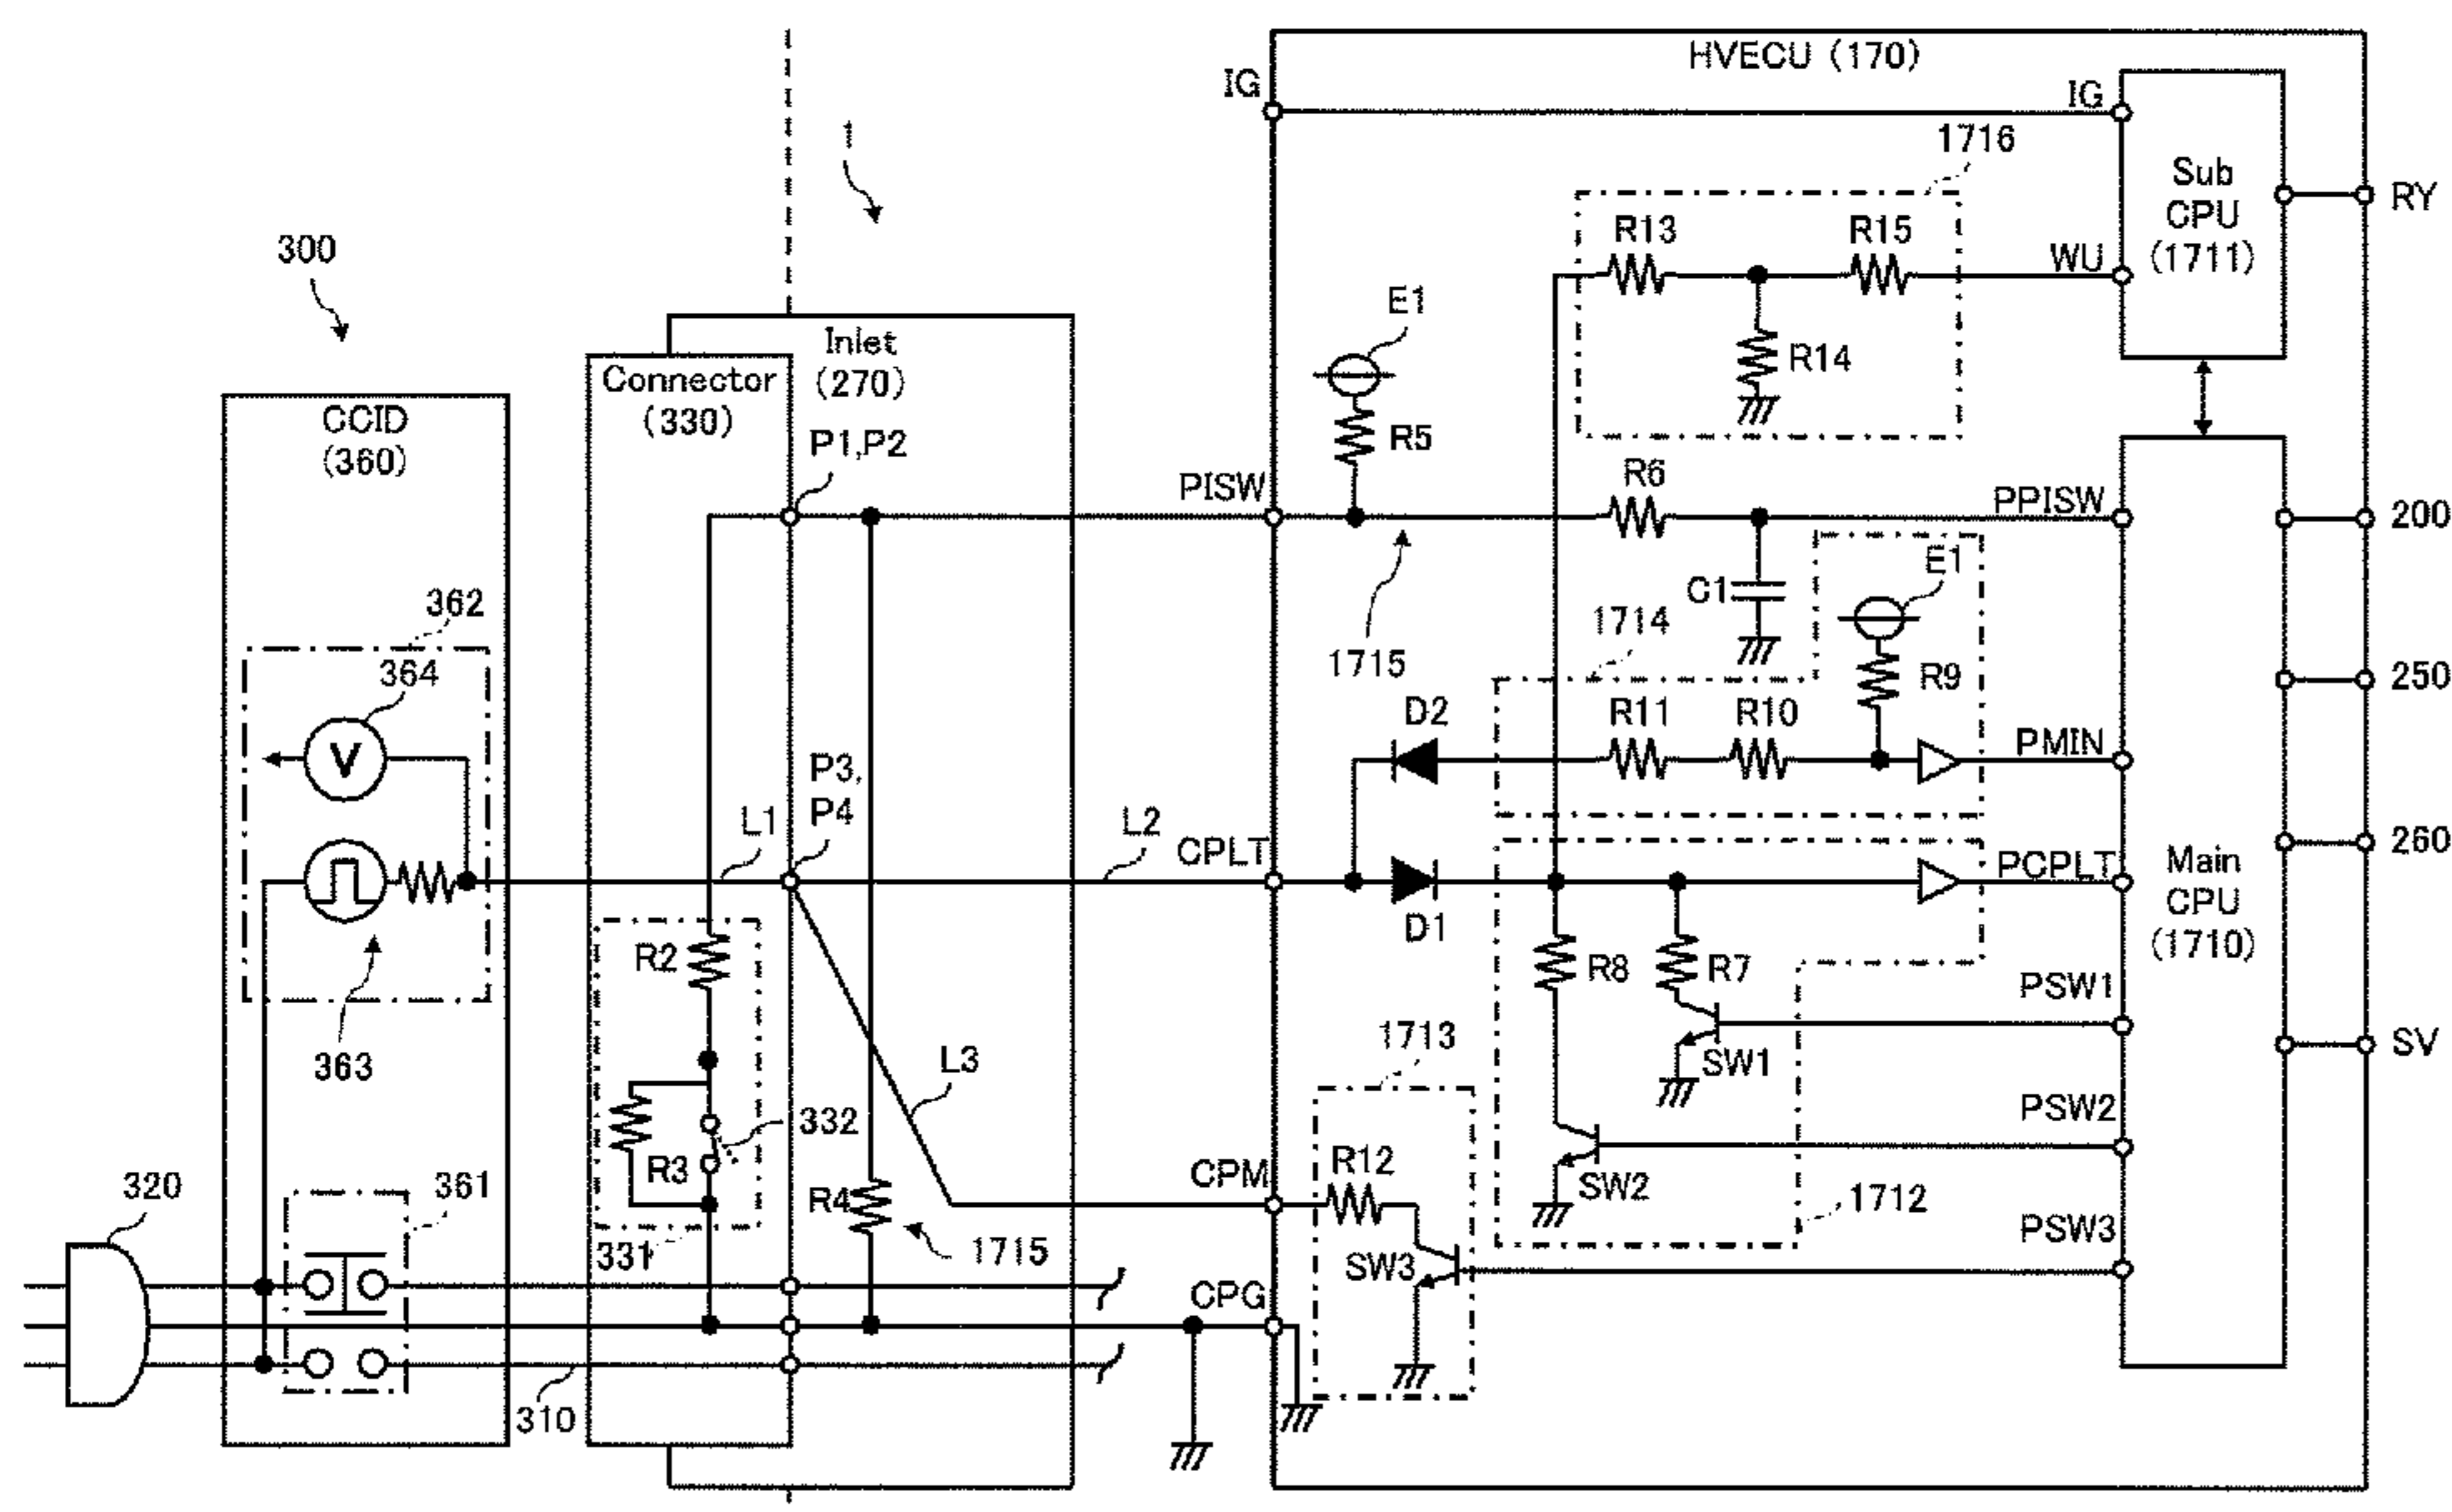 HVECU (170)
IG
IG
1716
1
Sub
CPU
(1711)
RY
R13
R15
WU
300
E1
R14
Inlet
(270)
Connector
(330)
CCID
(360)
R5
P1,P2
PISW
R6
PPISW
200
E1
C1
1714
362
1715
364
R9
250
D2
R11
R10
V
PMIN
P3,
P4
L1
L2
CPLT
260
PCPLT
Main
CPU
(1710)
D1
R2
R8
R7
PSW1
363
1713
L3
SW1
SV
332
PSW2
R3
CPM
R12
320
361
R4
SW2
1712
331
1715
SW3
PSW3
CPG
310